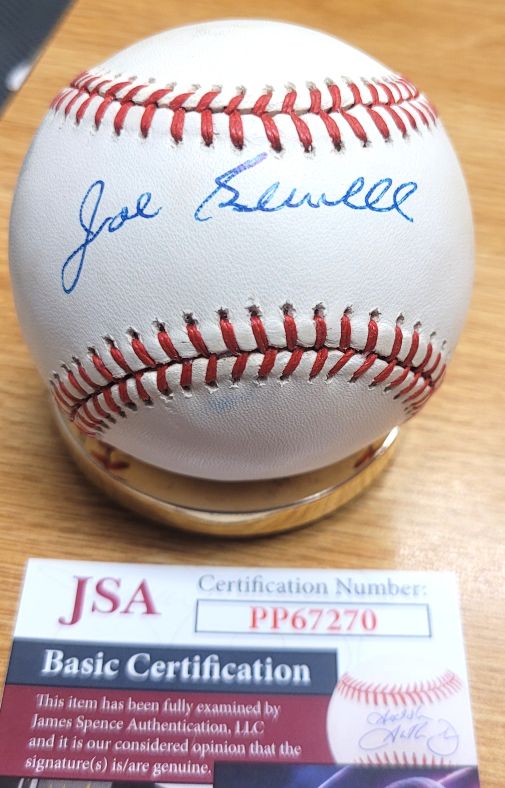 Joe Sewell
JSA
Certification Number:
PP67270
Basic Certification
This item has been fully examined by
James Spence Authentication, LLC
and it is our considered opinion that the
signature(s) is/are genuine.